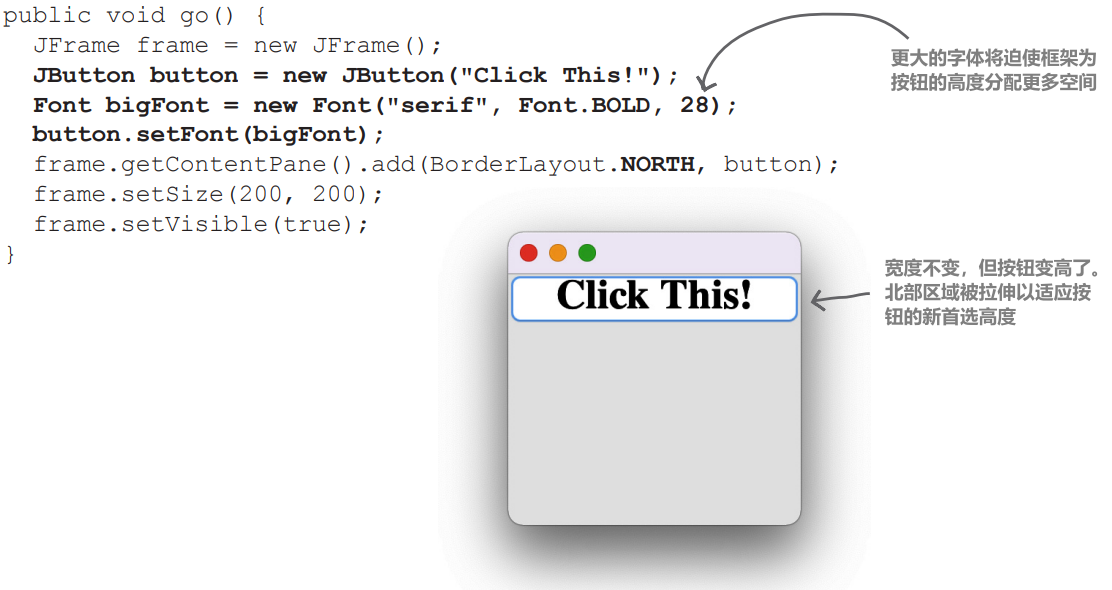 public void go() {
  JFrame frame = new JFrame();
  JButton button = new JButton("Click This!");
  Font bigFont = new Font("serif", Font.BOLD, 28);
  button.setFont(bigFont);
  frame.getContentPane().add(BorderLayout.NORTH, button);
  frame.setSize(200, 200);
  frame.setVisible(true);
}
更大的字体将迫使框架为
按钮的高度分配更多空间
Click This!
宽度不变，但按钮变高了。
北部区域被拉伸以适应按
钮的新首选高度